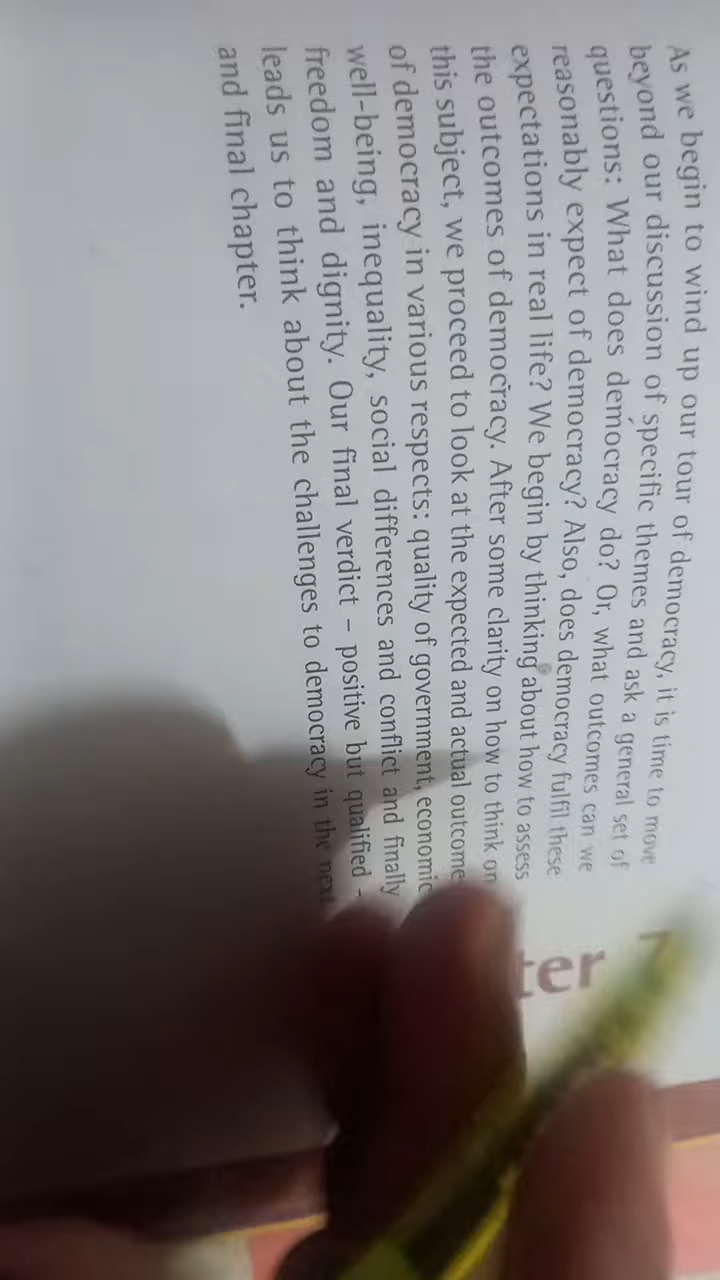 As we begin to wind up our tour of democracy, it is time to move
beyond our discussion of specific themes and ask a general set of
questions: What does democracy do? Or, what outcomes can we
reasonably expect of democracy? Also, does democracy fulfil these
expectations in real life? We begin by thinking about how to assess
the outcomes of democracy. After some clarity on how to think on
this subject, we proceed to look at the expected and actual outcome
of democracy in various respects: quality of government, economic
well-being, inequality, social differences and conflict and finally
freedom and dignity. Our final verdict – positive but qualified –
leads us to think about the challenges to democracy in the next
and final chapter.
ter